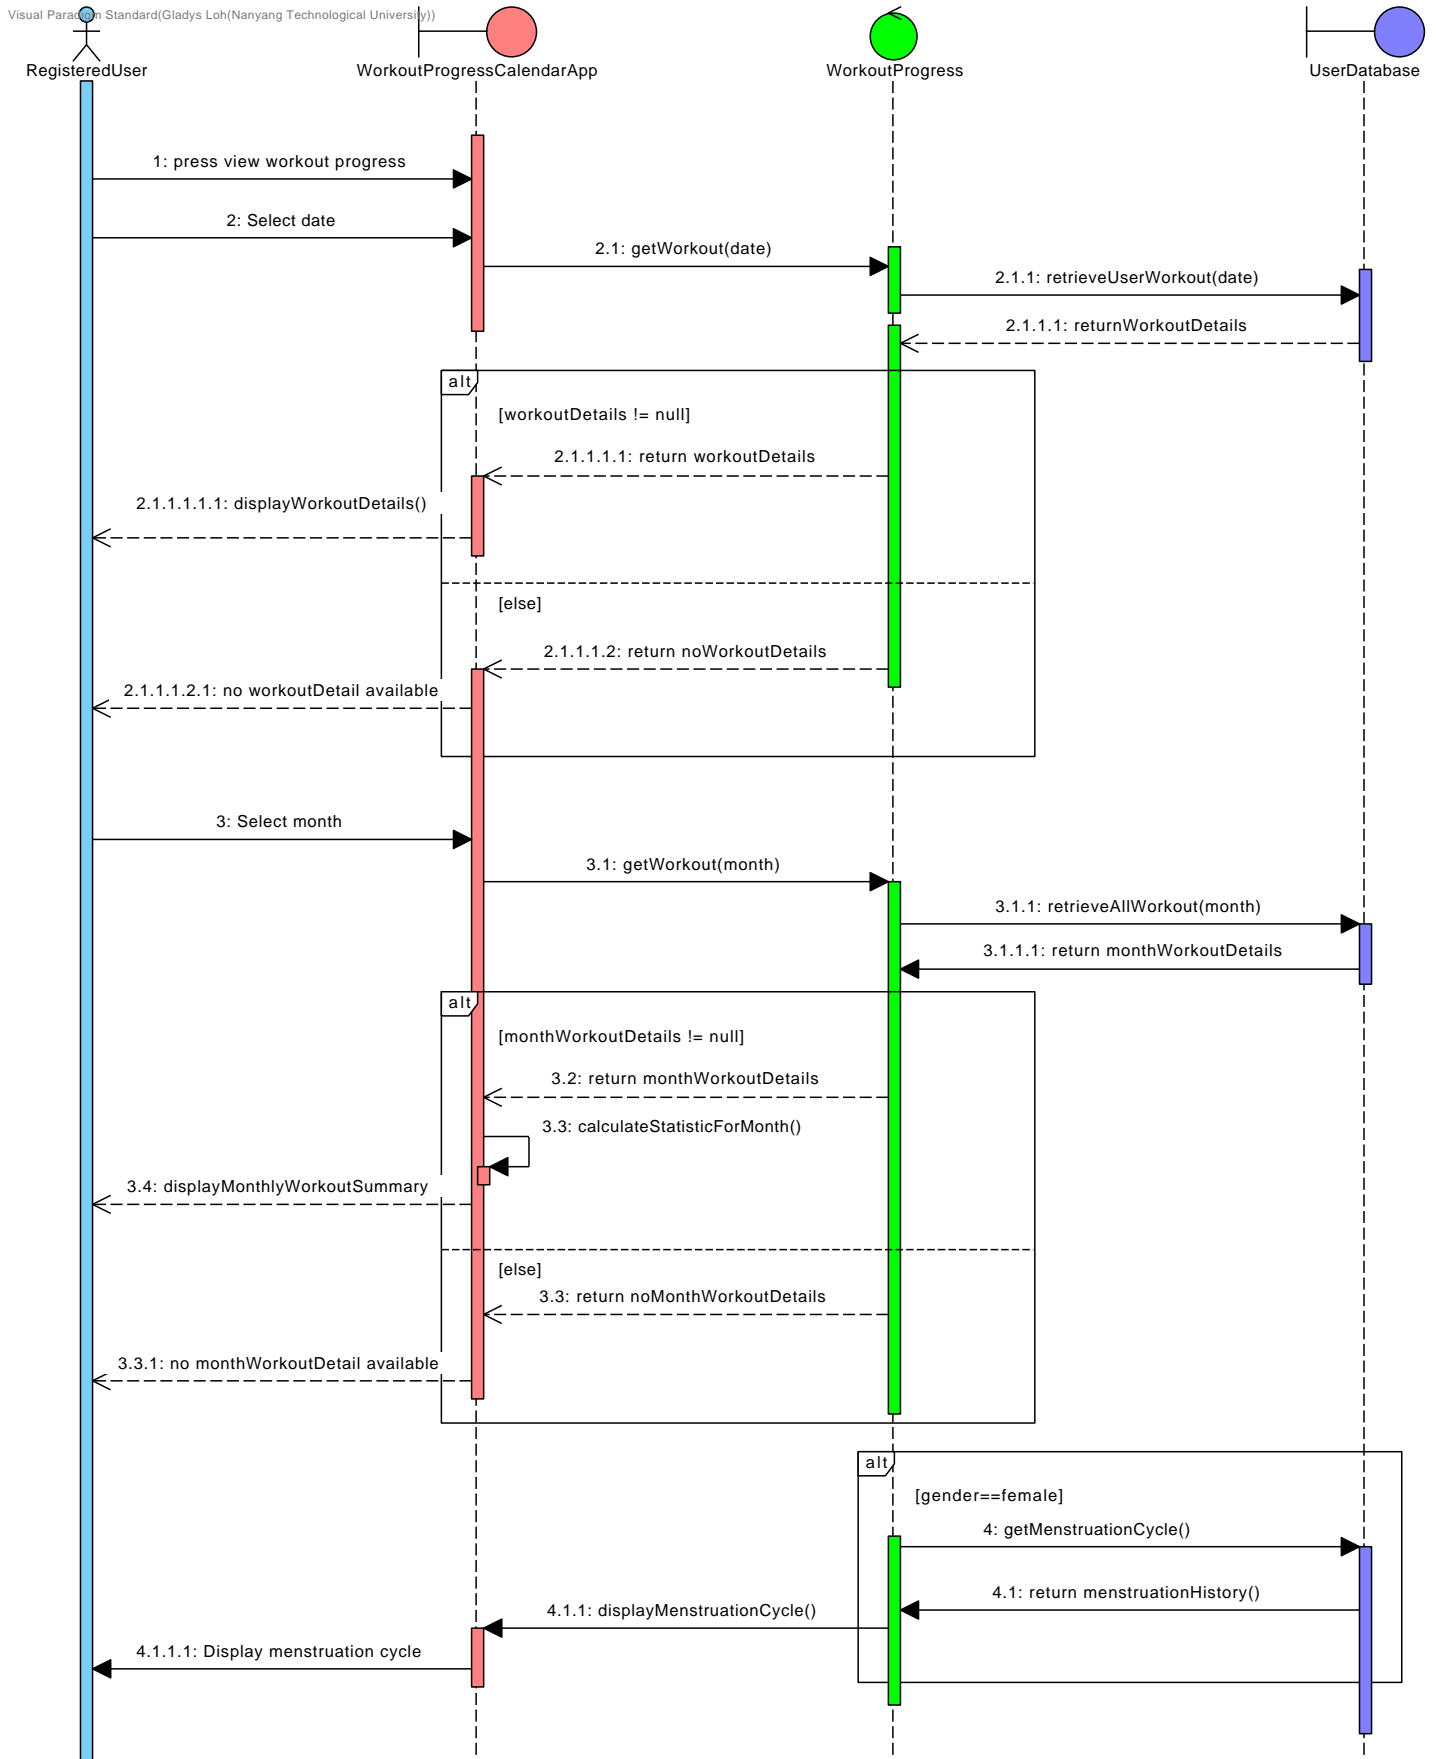 Visual Paradigm Standard(Gladys Loh(Nanyang Technological University))
RegisteredUser
WorkoutProgressCalendarApp
WorkoutProgress
UserDatabase
1: press view workout progress
2: Select date
2.1: getWorkout(date)
2.1.1: retrieveUserWorkout(date)
2.1.1.1: returnWorkoutDetails
alt
[workoutDetails != null]
2.1.1.1.1: return workoutDetails
2.1.1.1.1.1: displayWorkoutDetails()
[else]
2.1.1.1.2: return noWorkoutDetails
2.1.1.1.2.1: no workoutDetail available
3: Select month
3.1: getWorkout(month)
3.1.1: retrieveAllWorkout(month)
3.1.1.1: return monthWorkoutDetails
alt
[monthWorkoutDetails != null]
3.2: return monthWorkoutDetails
3.3: calculateStatisticForMonth()
3.4: displayMonthlyWorkoutSummary
[else]
3.3: return noMonthWorkoutDetails
3.3.1: no monthWorkoutDetail available
alt
[gender==female]
4: getMenstruationCycle()
4.1: return menstruationHistory()
4.1.1: displayMenstruationCycle()
4.1.1.1: Display menstruation cycle